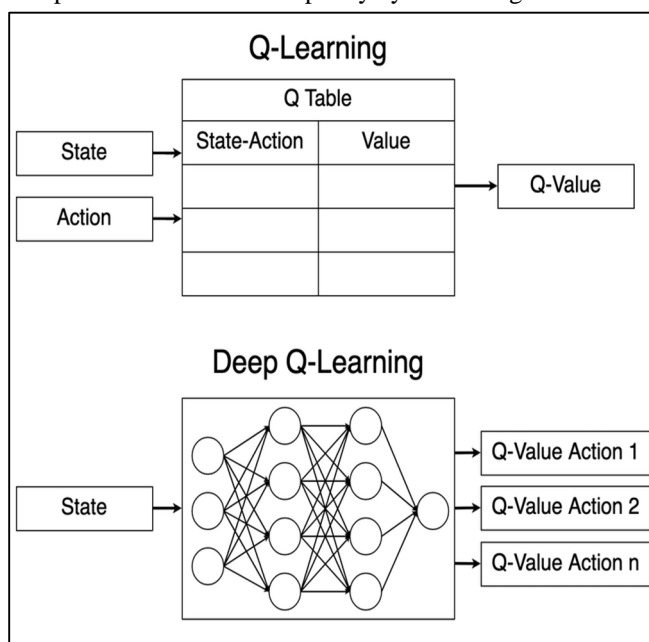 Q-Learning
Q Table
State-Action Value
State
Action
Q-Value
Deep Q-Learning
State
Q-Value Action 1
Q-Value Action 2
Q-Value Action n